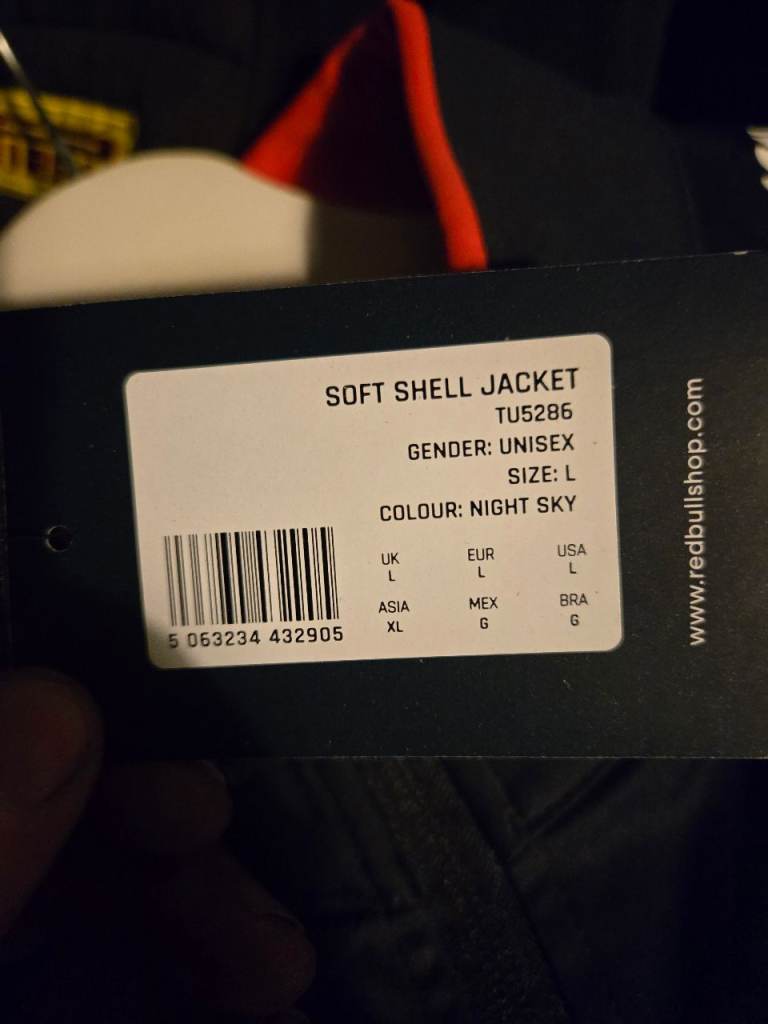 SOFT SHELL JACKET
TU5286
GENDER: UNISEX
SIZE: L
COLOUR: NIGHT SKY
UK EUR USA
L L L
ASIA MEX BRA
XL G G
5 063234 432905
www.redbullshop.com